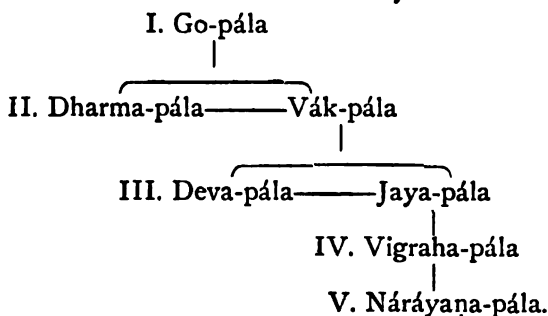 I. Go-pála
II. Dharma-pála Vák-pála
III. Deva-pála Jaya-pála
IV. Vigraha-pála
V. Náráyaṇa-pála.